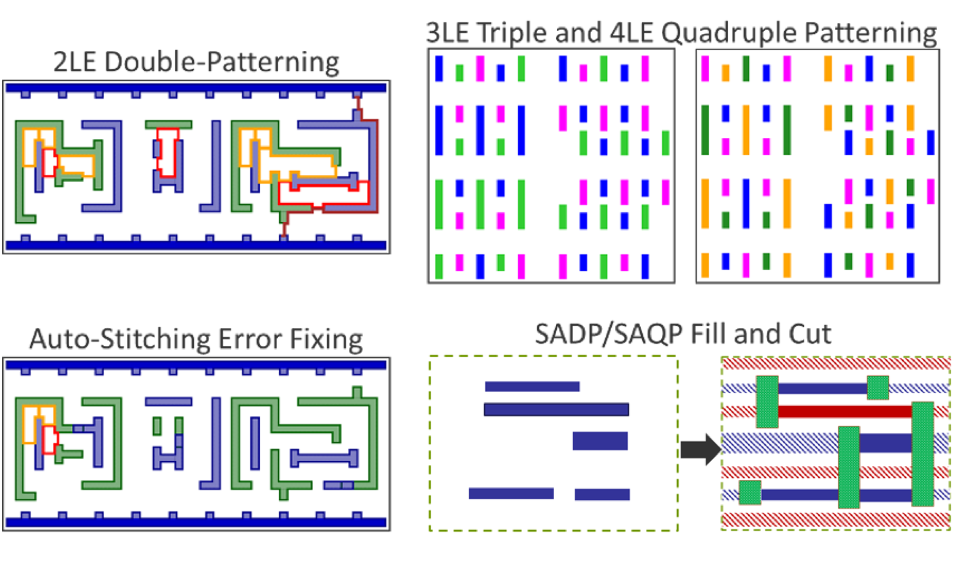 2LE Double-Patterning
3LE Triple and 4LE Quadruple Patterning
Auto-Stitching Error Fixing
SADP/SAQP Fill and Cut